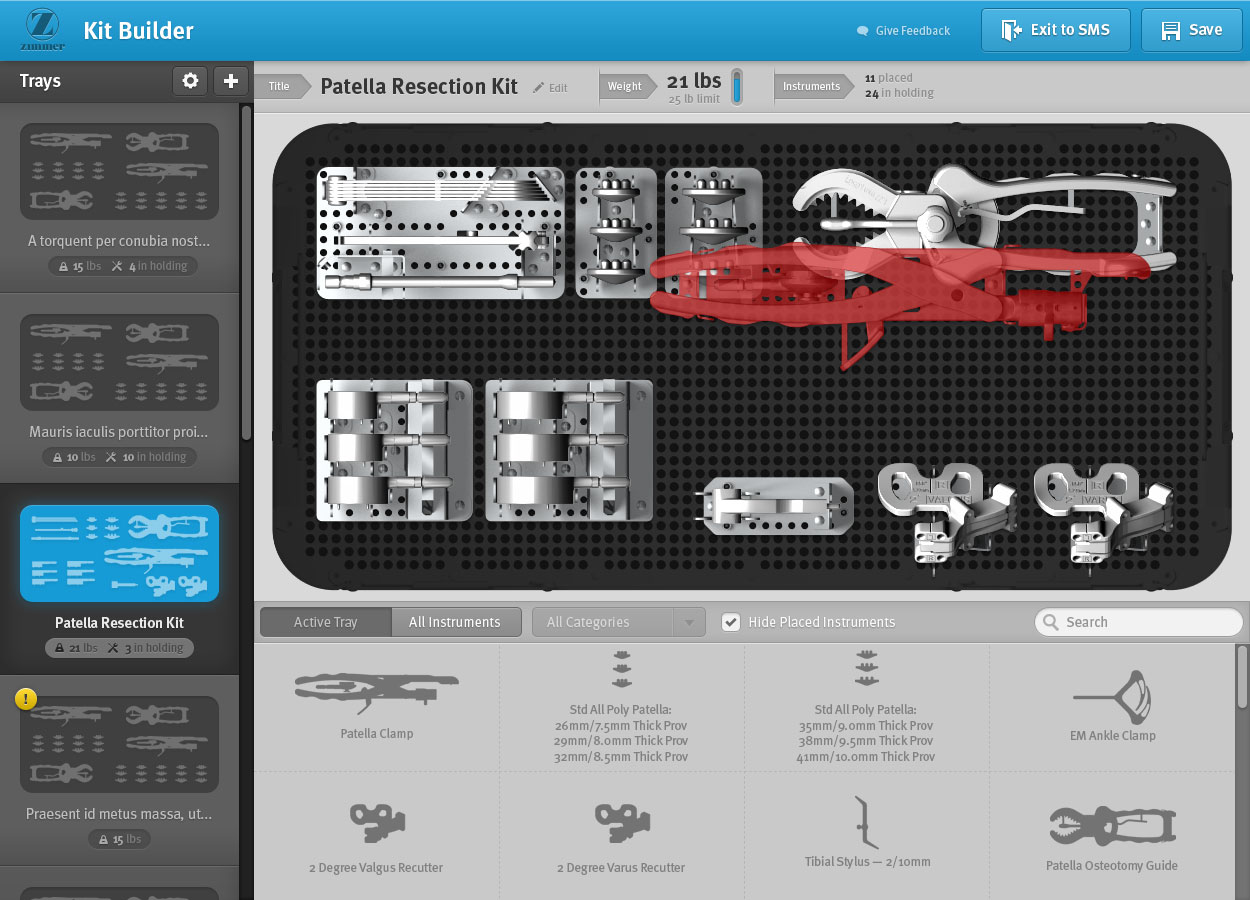 zimmer
Kit Builder
Give Feedback
Exit to SMS
Save
Trays
Title
Patella Resection Kit
Edit
Weight
21 lbs
25 lb limit
Instruments
11 placed
24 in holding
A torquent per conubia nost...
15 lbs 4 in holding
Mauris iaculis porttitor proi...
10 lbs 10 in holding
Patella Resection Kit
21 lbs 3 in holding
!
Praesent id metus massa, ut...
15 lbs
Active Tray
All Instruments
All Categories
Hide Placed Instruments
Search
Patella Clamp
Std All Poly Patella:
26mm/7.5mm Thick Prov
29mm/8.0mm Thick Prov
32mm/8.5mm Thick Prov
Std All Poly Patella:
35mm/9.0mm Thick Prov
38mm/9.5mm Thick Prov
41mm/10.0mm Thick Prov
EM Ankle Clamp
2 Degree Valgus Recutter
2 Degree Varus Recutter
Tibial Stylus — 2/10mm
Patella Osteotomy Guide